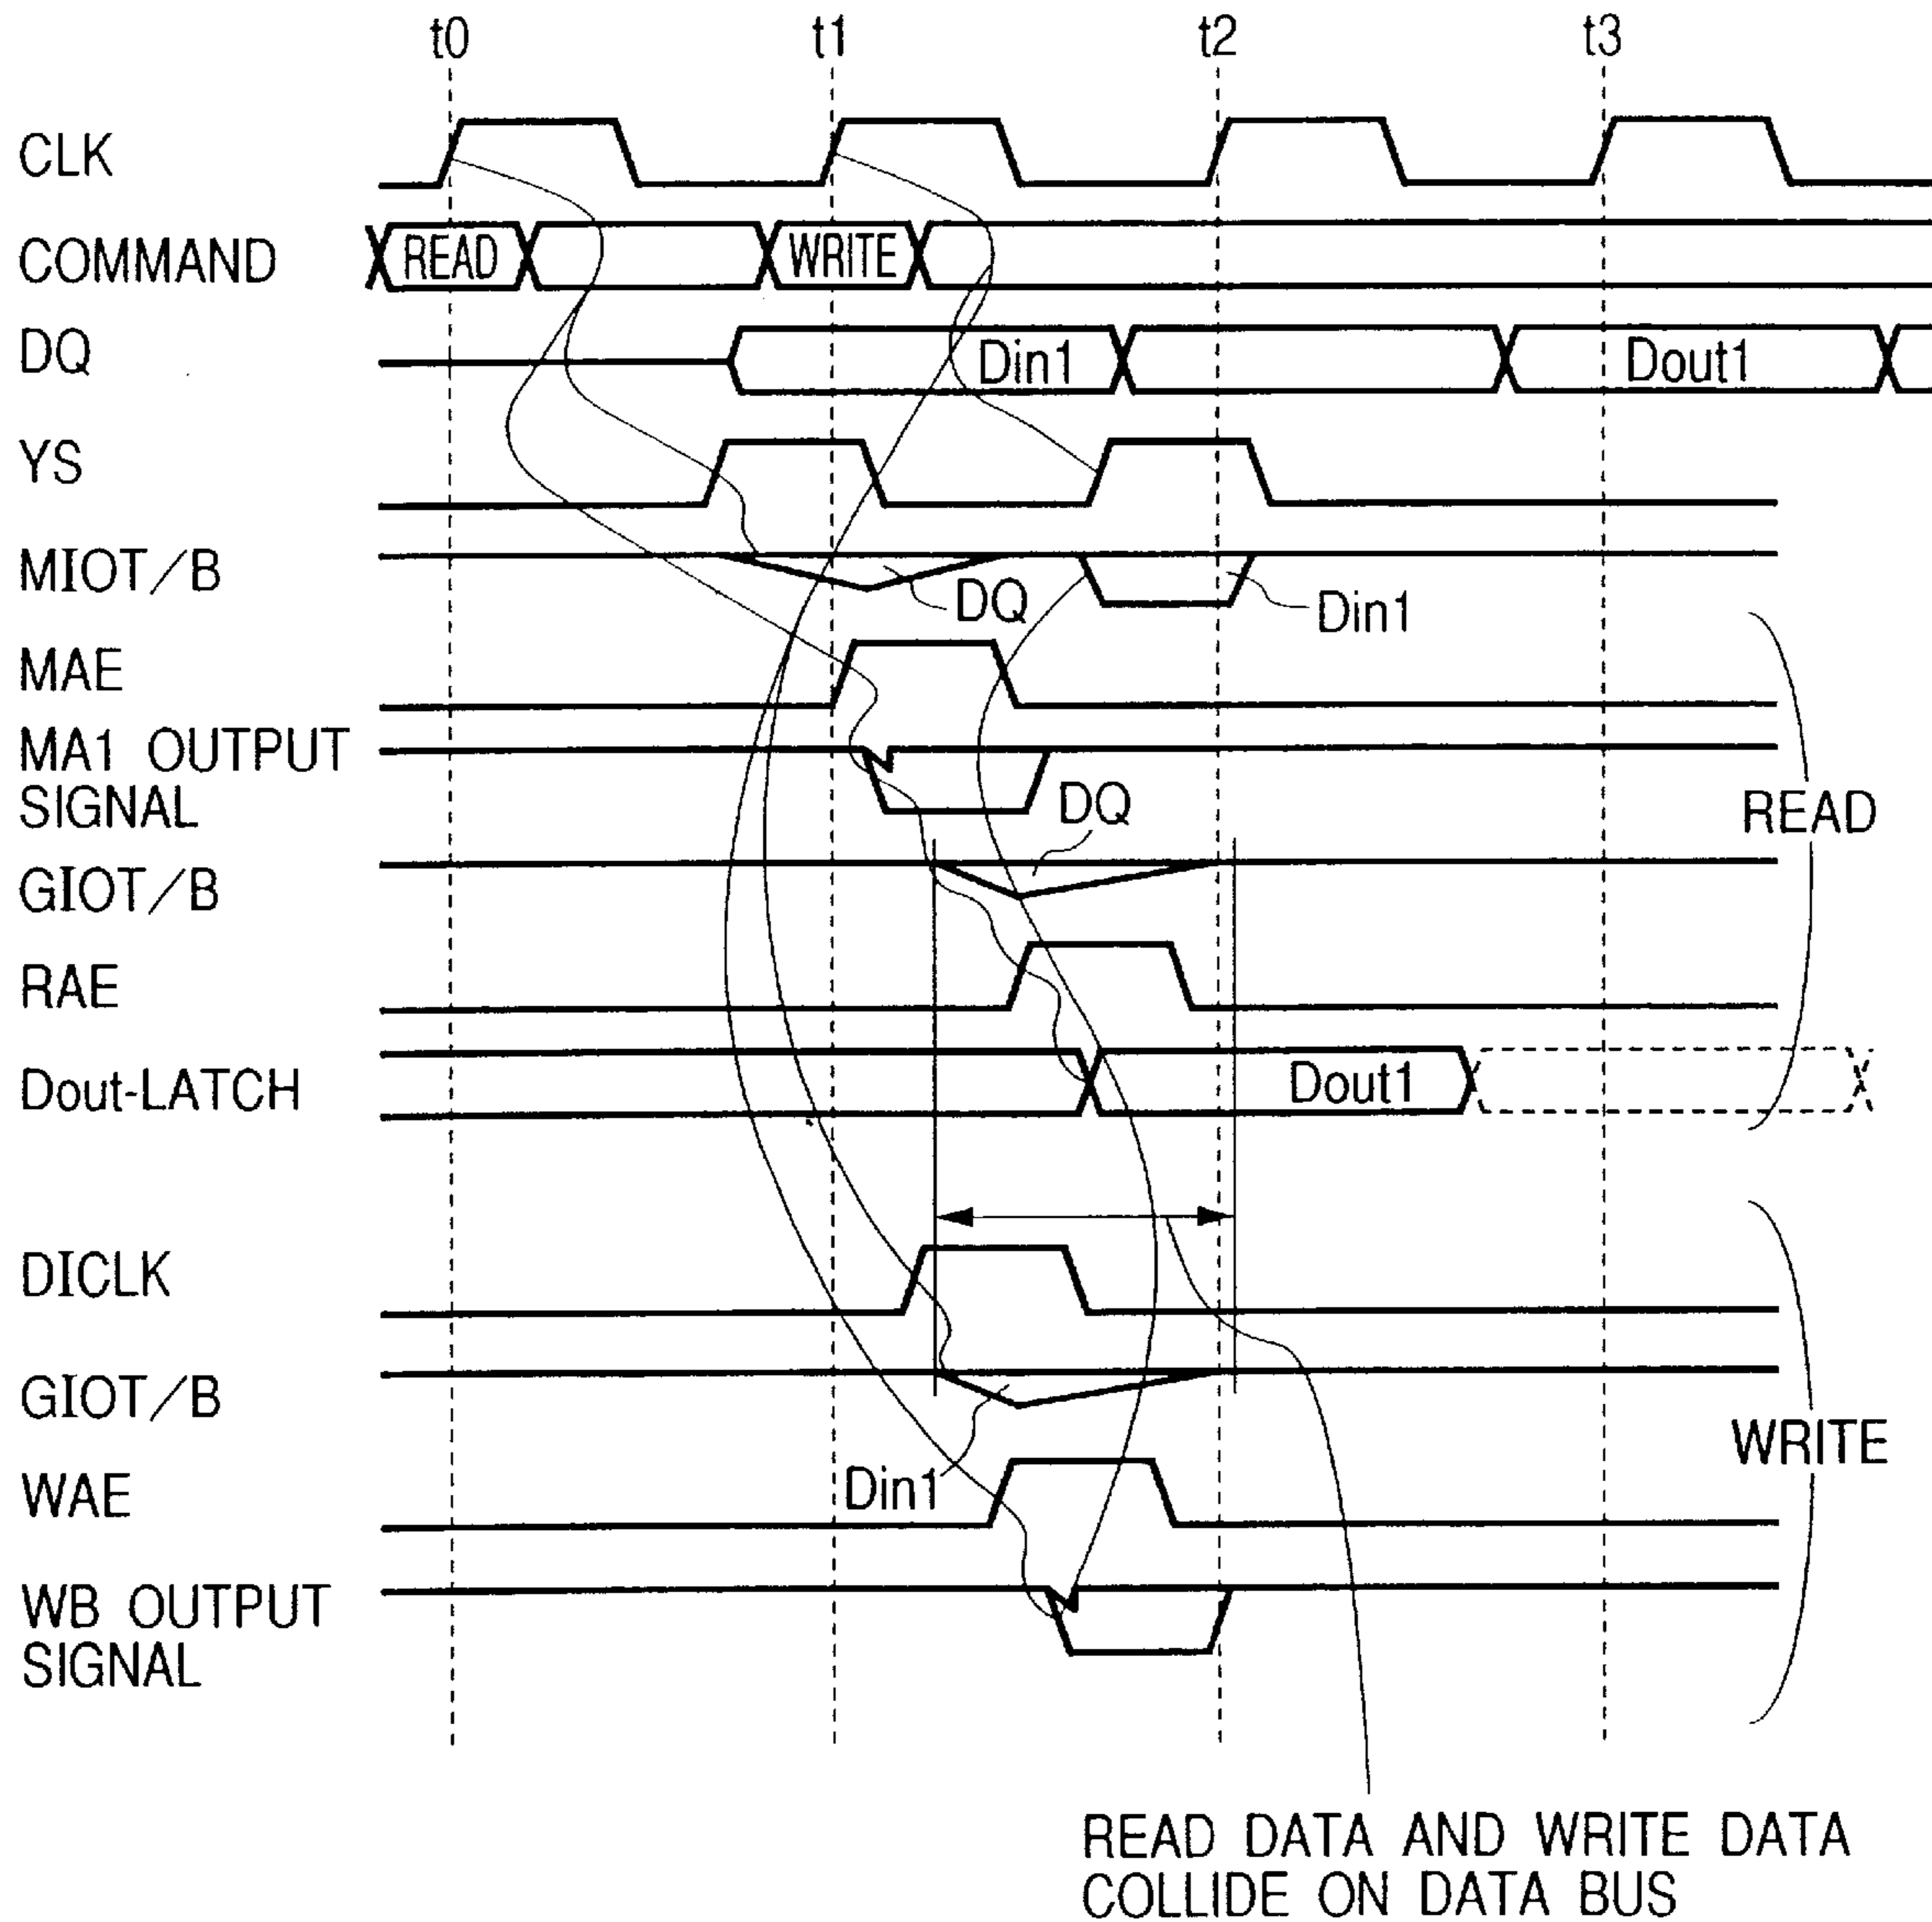 t0 t1 t2 t3
CLK
COMMAND READ WRITE
DQ Din1 Dout1
YS
MIOT/B DQ Din1
MAE
MA1 OUTPUT
SIGNAL
DQ
READ
GIOT/B
RAE
Dout-LATCH Dout1
DICLK
GIOT/B
WRITE
Din1
WAE
WB OUTPUT
SIGNAL
READ DATA AND WRITE DATA
COLLIDE ON DATA BUS